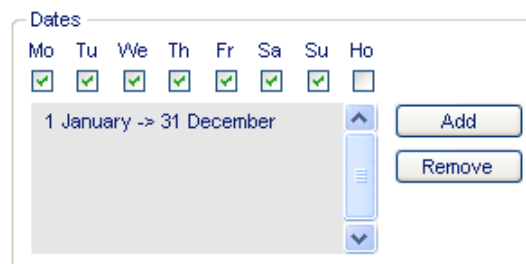 Dates
Mo Tu We Th Fr Sa Su Ho
1 January -> 31 December
Add
Remove